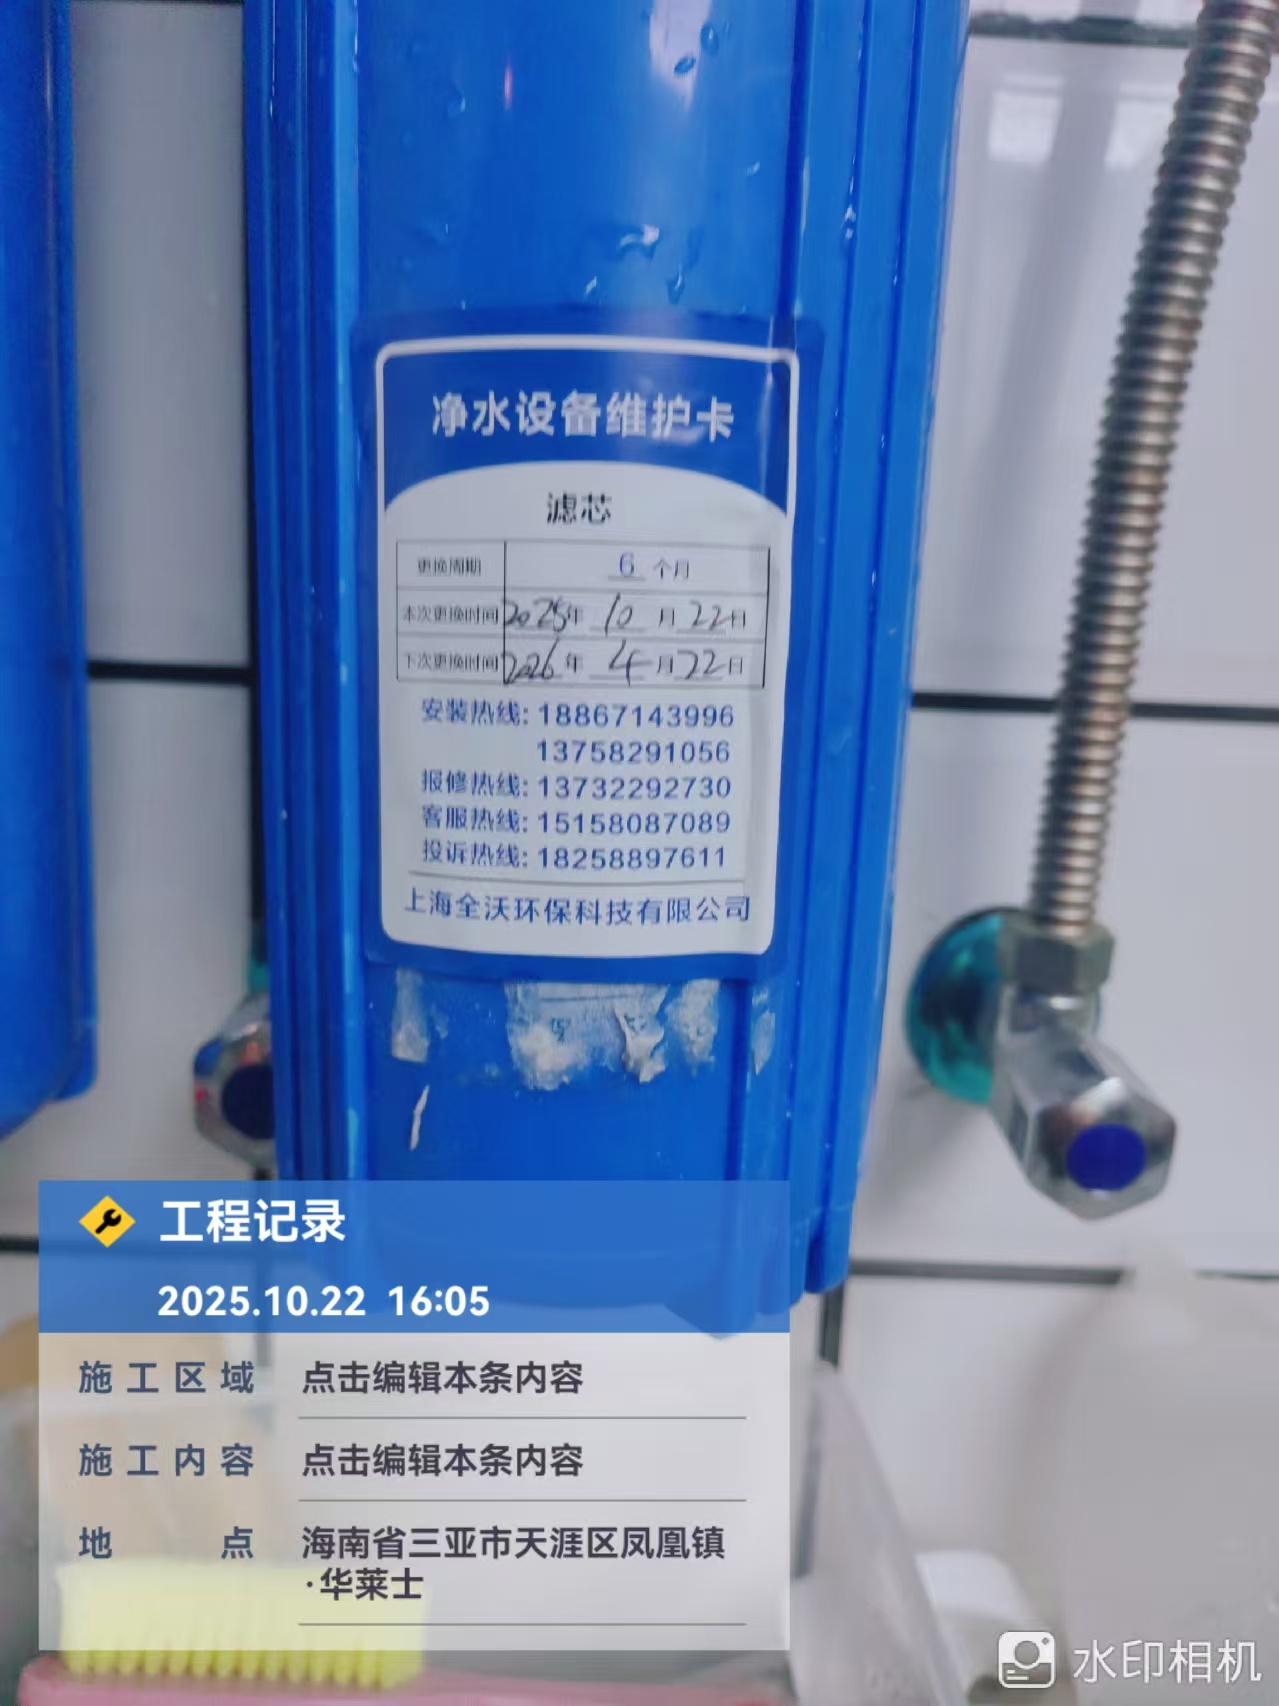 净水设备维护卡
滤芯
更换周期 6 个月
本次更换时间 2025年 10 月 22日
下次更换时间 2026年 4 月 22日
安装热线: 18867143996
13758291056
报修热线: 13732292730
客服热线: 15158087089
投诉热线: 18258897611
上海全沃环保科技有限公司
工程记录
2025.10.22 16:05
施工区域 点击编辑本条内容
施工内容 点击编辑本条内容
地点 海南省三亚市天涯区凤凰镇
·华莱士
水印相机